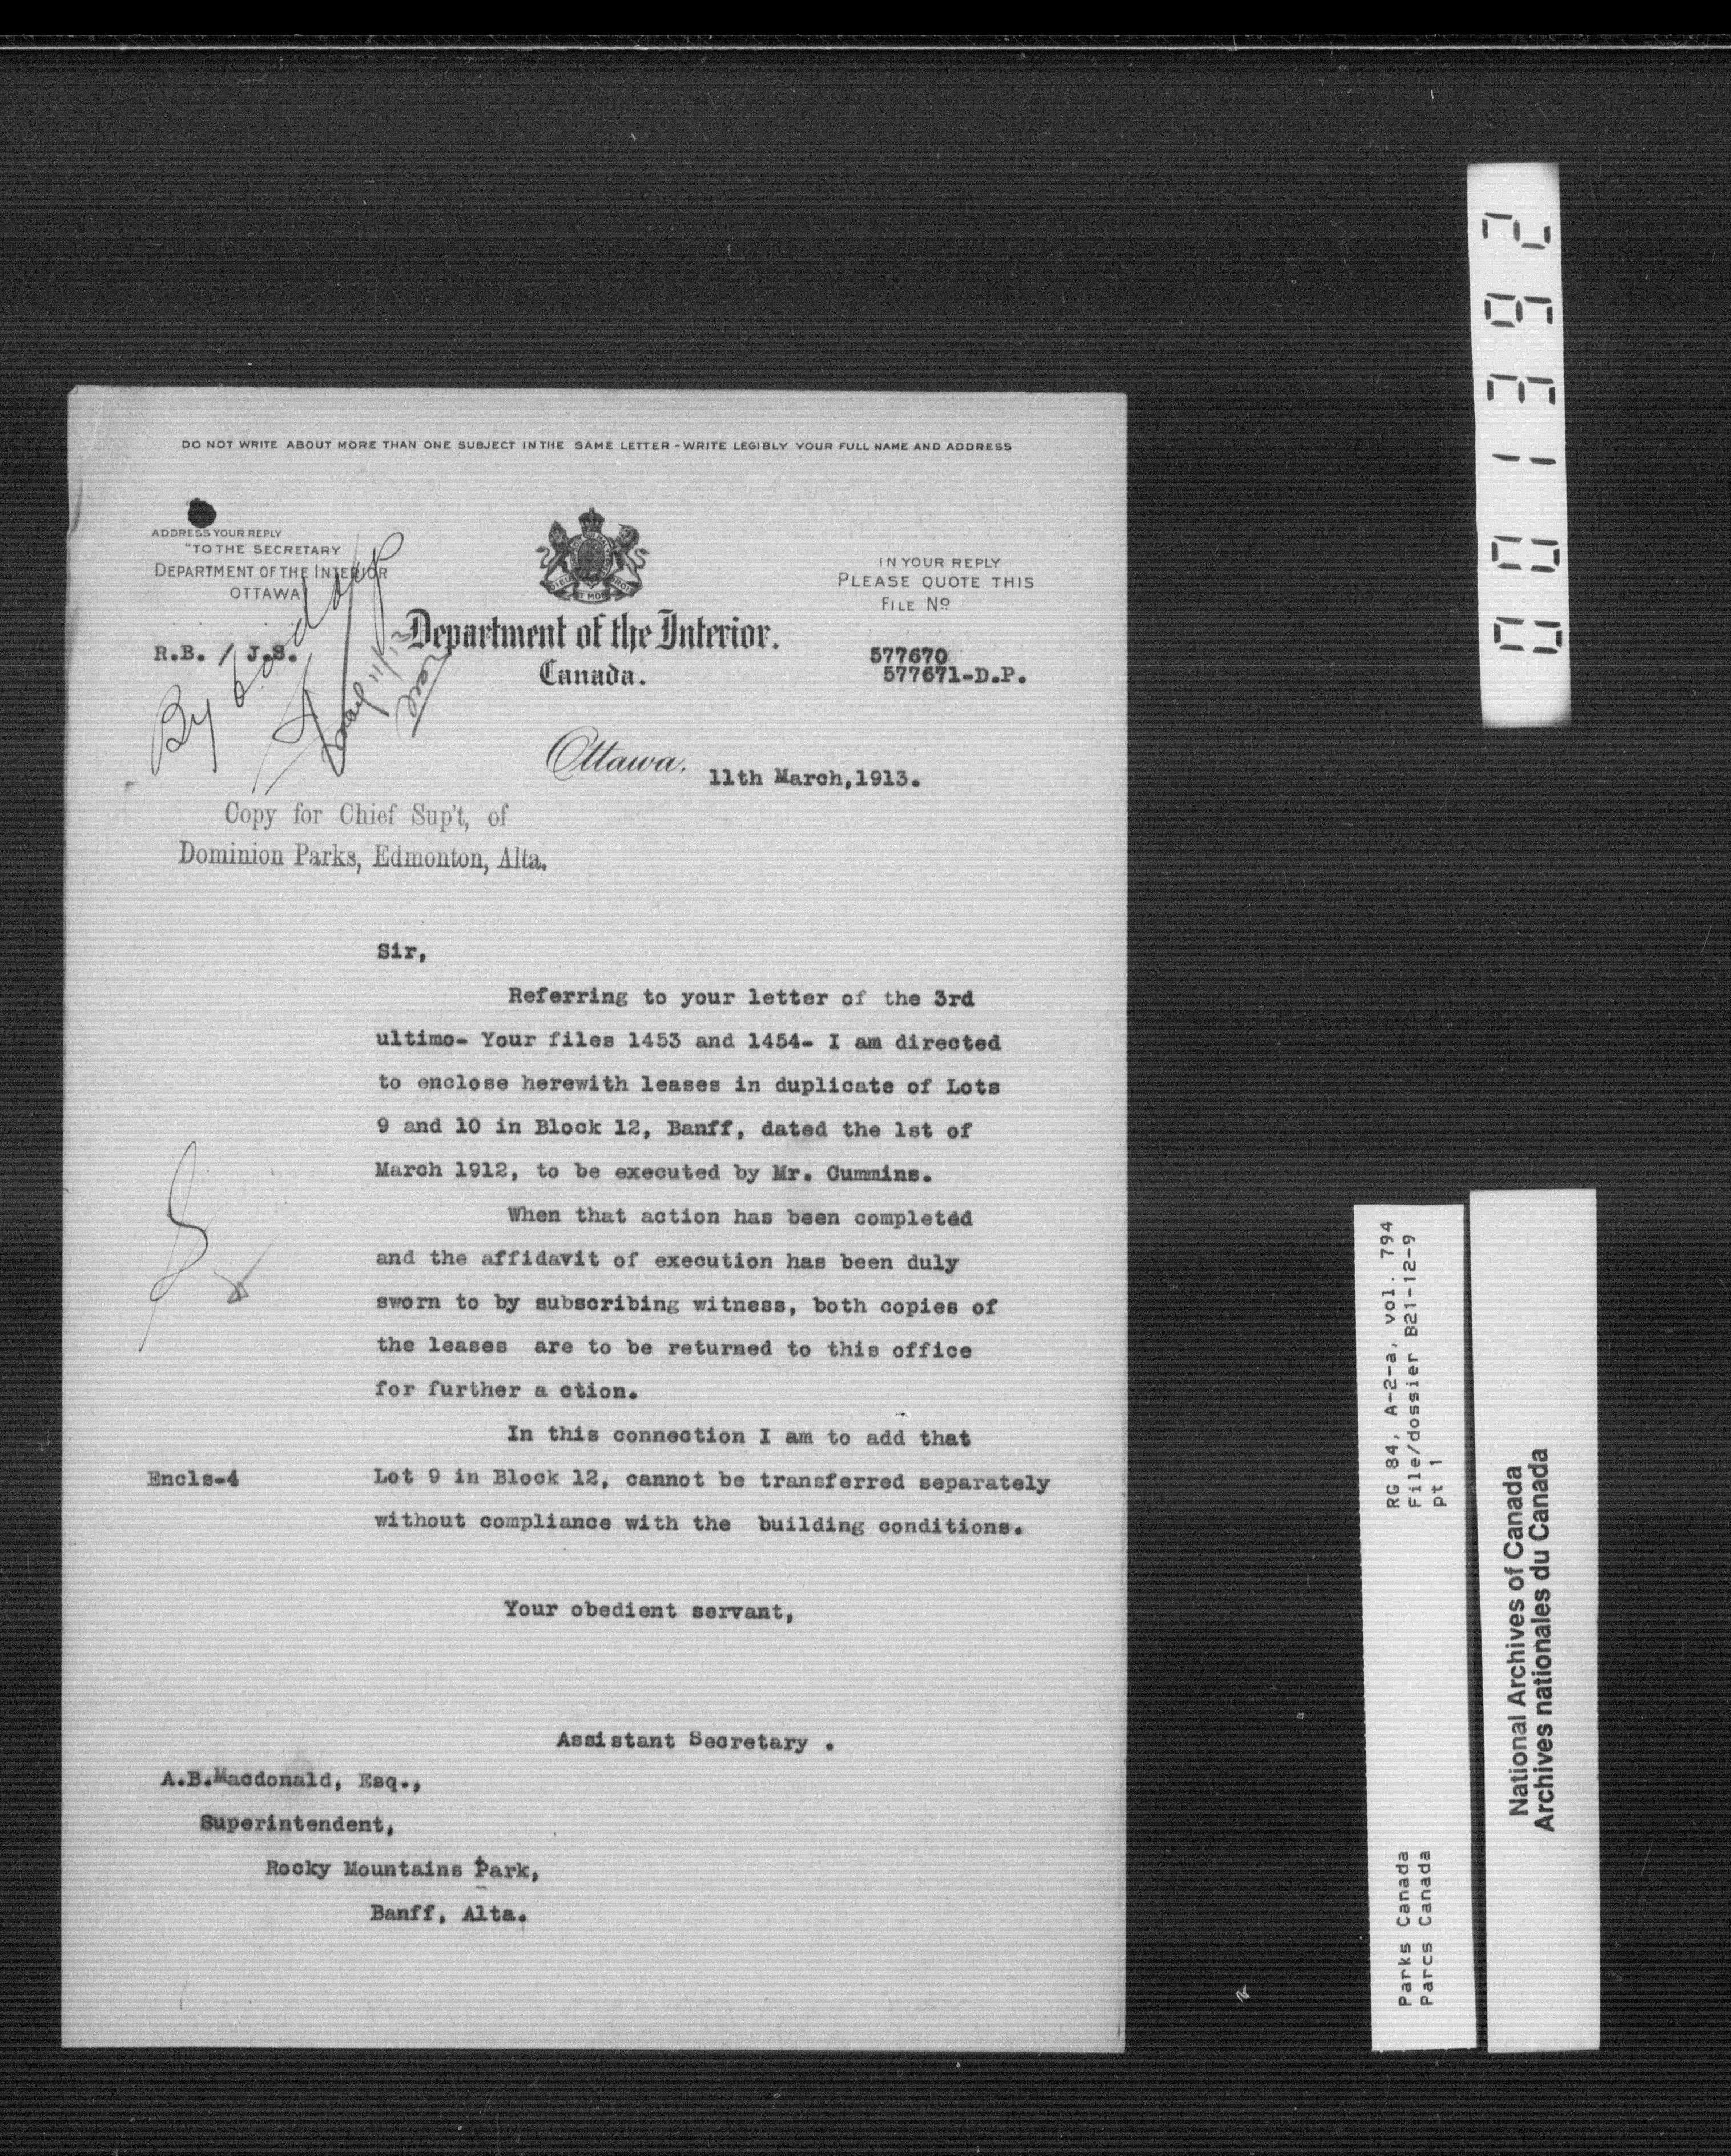 DO NOT WRITE ABOUT MORE THAN ONE SUBJECT IN THE SAME LETTER - WRITE LEGIBLY YOUR FULL NAME AND ADDRESS
ADDRESS YOUR REPLY
"TO THE SECRETARY
DEPARTMENT OF THE INTERIOR
OTTAWA
IN YOUR REPLY
PLEASE QUOTE THIS
FILE No
Department of the Interior.
Canada.
R.B. / J.S.
577670
577671-D.P.
By
Ottawa, 11th March,1913.
Copy for Chief Sup't, of
Dominion Parks, Edmonton, Alta.
Sir,
Referring to your letter of the 3rd
ultimo- Your files 1453 and 1454- I am directed
to enclose herewith leases in duplicate of Lots
9 and 10 in Block 12, Banff, dated the 1st of
March 1912, to be executed by Mr. Cummins.
When that action has been completed
and the affidavit of execution has been duly
sworn to by subscribing witness, both copies of
the leases are to be returned to this office
for further a ction.
In this connection I am to add that
Encls-4 Lot 9 in Block 12, cannot be transferred separately
without compliance with the building conditions.
Your obedient servant,
Assistant Secretary .
A.B.Macdonald, Esq.,
Superintendent,
Rocky Mountains Park,
Banff, Alta.
001392
RG 84, A-2-a, vol. 794
File/dossier B21-12-9
pt 1
Parks Canada
Parcs Canada
National Archives of Canada
Archives nationales du Canada